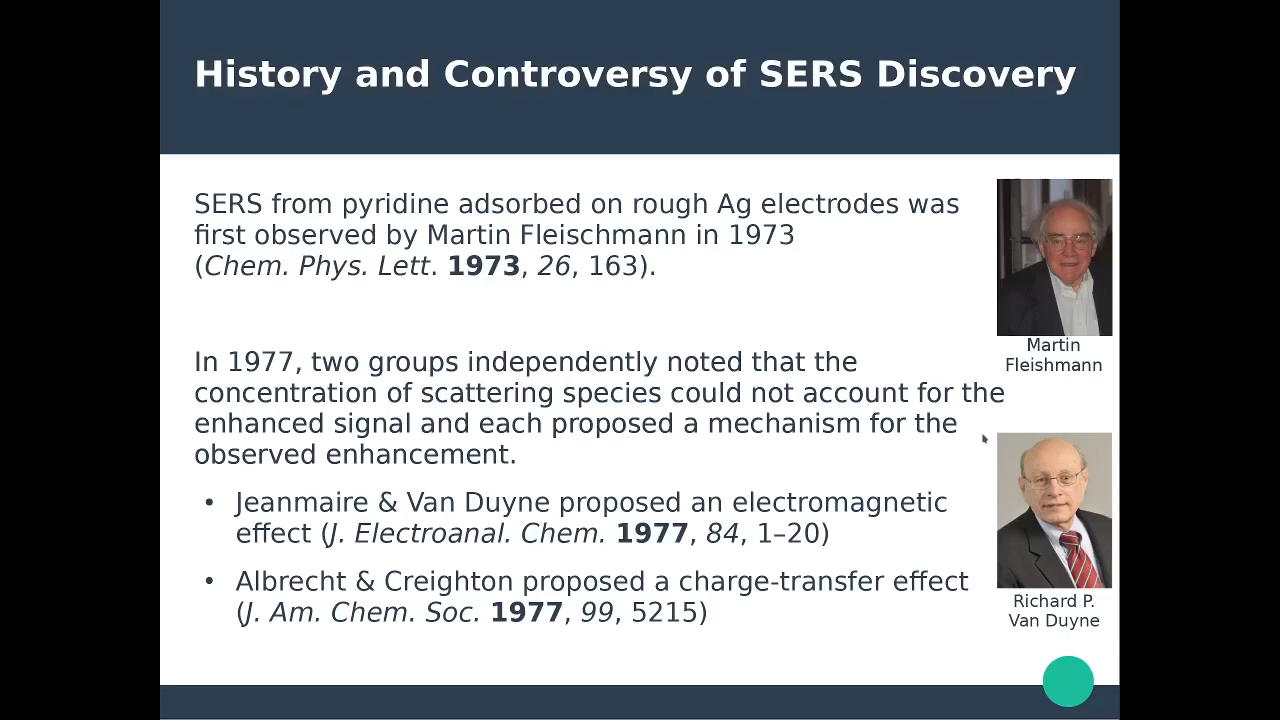 History and Controversy of SERS Discovery
SERS from pyridine adsorbed on rough Ag electrodes was
first observed by Martin Fleischmann in 1973
(Chem. Phys. Lett. 1973, 26, 163).
Martin
Fleishmann
In 1977, two groups independently noted that the
concentration of scattering species could not account for the
enhanced signal and each proposed a mechanism for the
observed enhancement.
• Jeanmaire & Van Duyne proposed an electromagnetic
effect (J. Electroanal. Chem. 1977, 84, 1–20)
• Albrecht & Creighton proposed a charge-transfer effect
(J. Am. Chem. Soc. 1977, 99, 5215)
Richard P.
Van Duyne